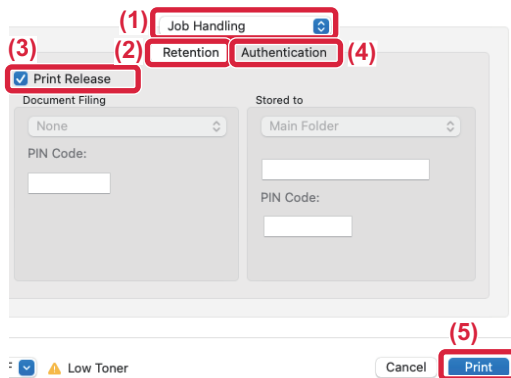 (1) Job Handling
(3) (2) Retention Authentication (4)
Print Release
Document Filing Stored to
None Main Folder
PIN Code:
PIN Code:
(5)
Low Toner Cancel Print